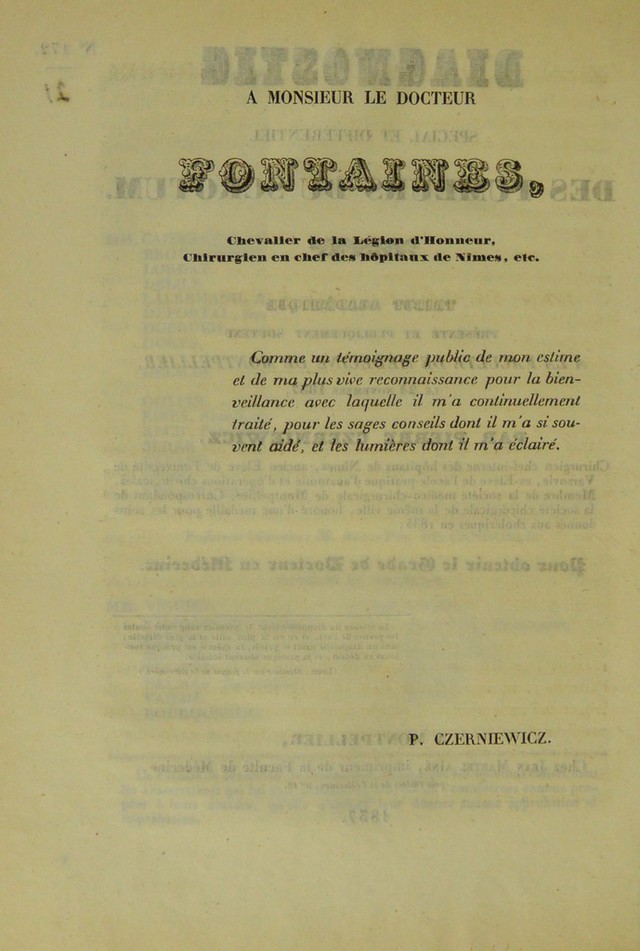 A MONSIEUR LE DOCTEUR
FONTAINES,
Chevalier de la Légion d'Honneur,
Chirurgien en chef des hôpitaux de Nimes, etc.
Comme un témoignage public de mon estime
et de ma plus vive reconnaissance pour la bien-
veillance avec laquelle il m'a continuellement
traité, pour les sages conseils dont il m'a si sou-
vent aidé, et les lumières dont il m'a éclairé.
P. CZERNIEWICZ.